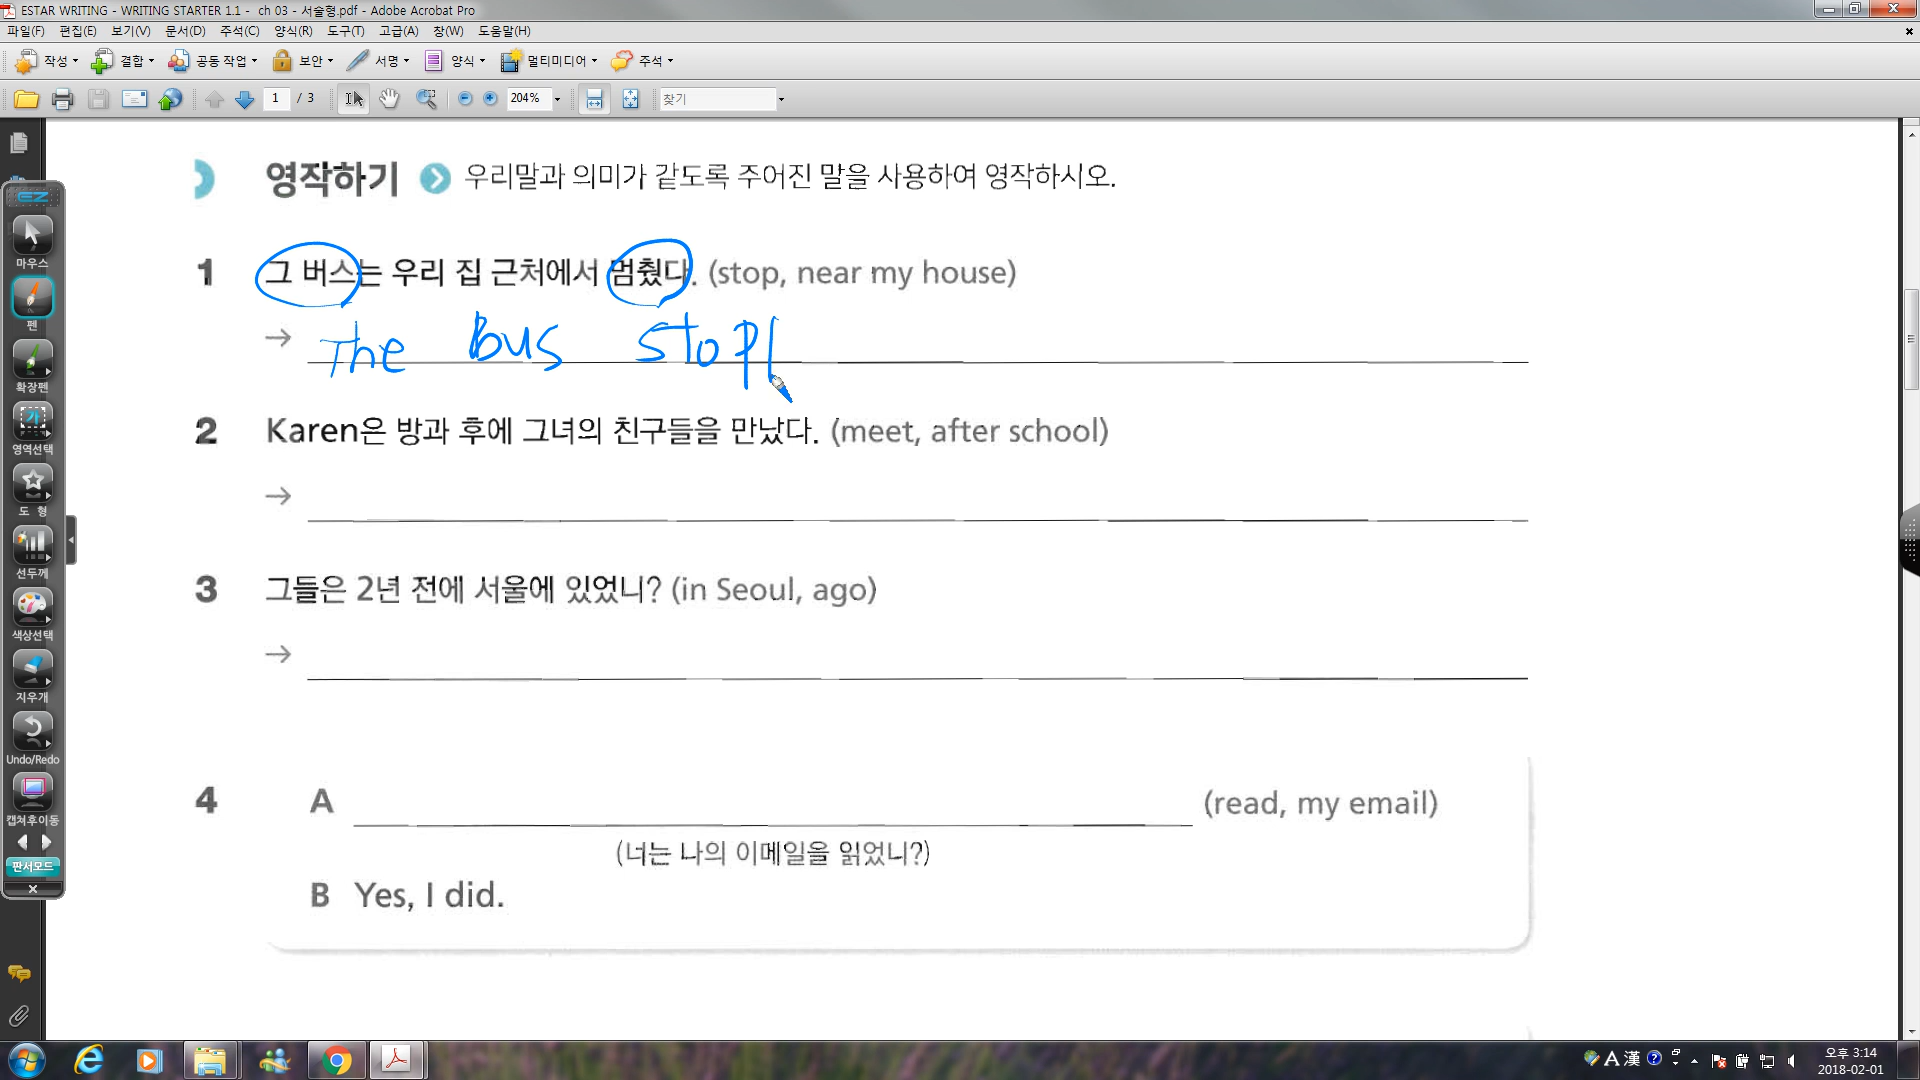 ESTAR WRITING - WRITING STARTER 1.1 - ch 03 - 서술형.pdf - Adobe Acrobat Pro
파일(F) 편집(E) 보기(V) 문서(D) 주석(C) 양식(R) 도구(T) 고급(A) 창(W) 도움말(H)
작성 결합 공동 작업 보안 서명 양식 멀티미디어 주석
1 / 3 204% 찾기
영작하기 우리말과 의미가 같도록 주어진 말을 사용하여 영작하시오.
1 그 버스는 우리 집 근처에서 멈췄다. (stop, near my house)
→ The Bus stop
2 Karen은 방과 후에 그녀의 친구들을 만났다. (meet, after school)
→
3 그들은 2년 전에 서울에 있었니? (in Seoul, ago)
→
4 A (read, my email)
(너는 나의 이메일을 읽었니?)
B Yes, I did.
EZ
마우스
펜
확장펜
가
영역선택
도 형
선두께
색상선택
지우개
Undo/Redo
캡쳐후이동
판서모드
x
A 漢
오후 3:14
2018-02-01